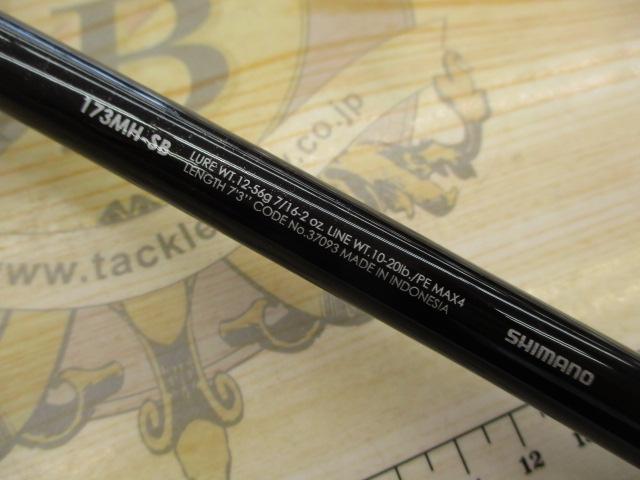 B
173MH-SB
LURE WT.12-56g 7/16-2 oz. LINE WT.10-20lb./PE MAX4
LENGTH 7'3'' CODE No.37093 MADE IN INDONESIA
SHIMANO
www.tackle
.co.jp
12